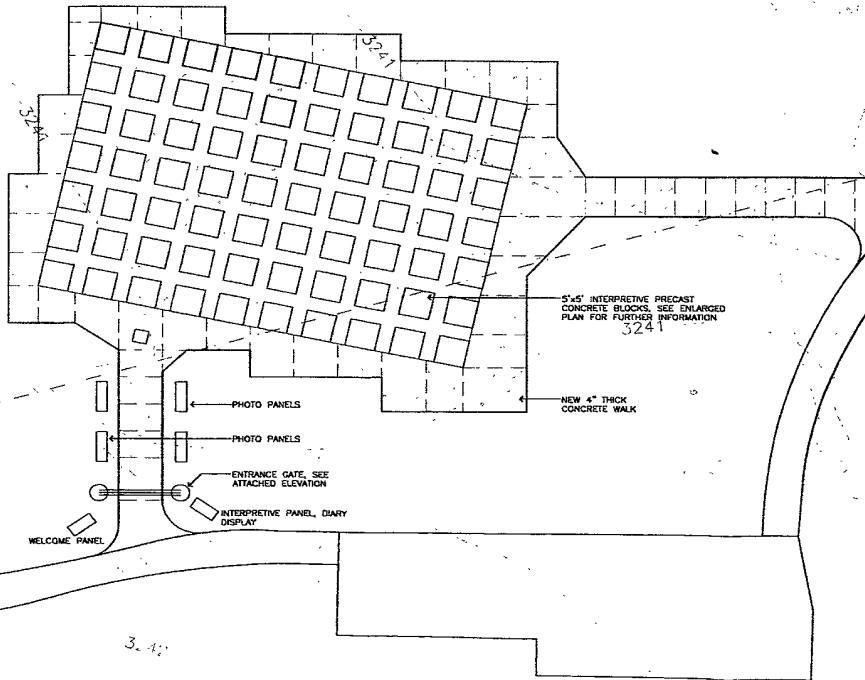 3241
3241
5'x5' INTERPRETIVE PRECAST
CONCRETE BLOCKS, SEE ENLARGED
PLAN FOR FURTHER INFORMATION
3241
NEW 4" THICK
CONCRETE WALK
PHOTO PANELS
PHOTO PANELS
ENTRANCE GATE, SEE
ATTACHED ELEVATION
INTERPRETIVE PANEL, DIARY
DISPLAY
WELCOME PANEL